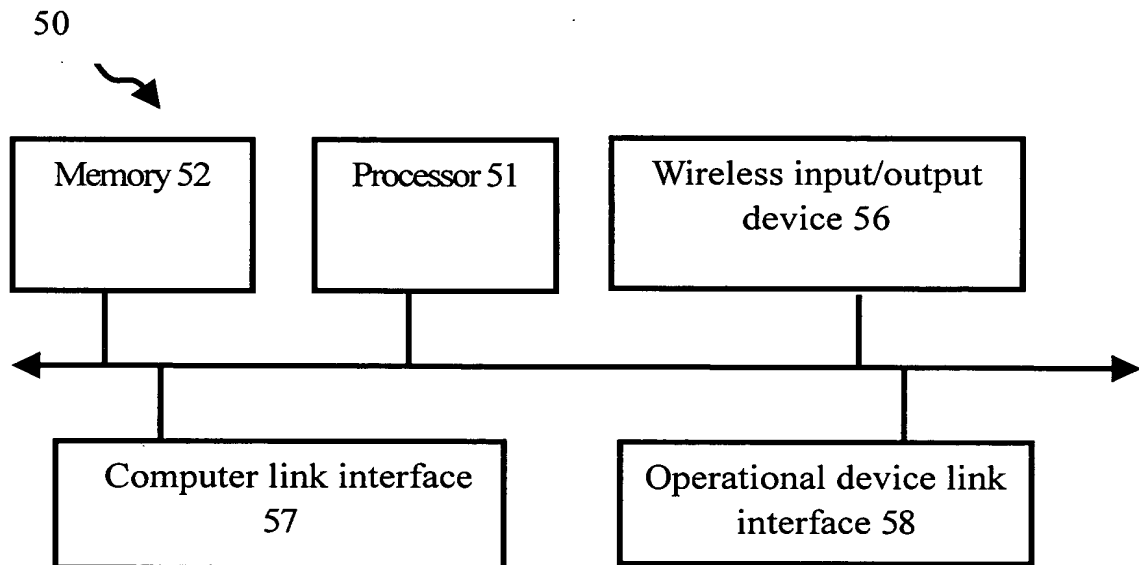 50
Memory 52
Processor 51
Wireless input/output
device 56
Computer link interface
57
Operational device link
interface 58